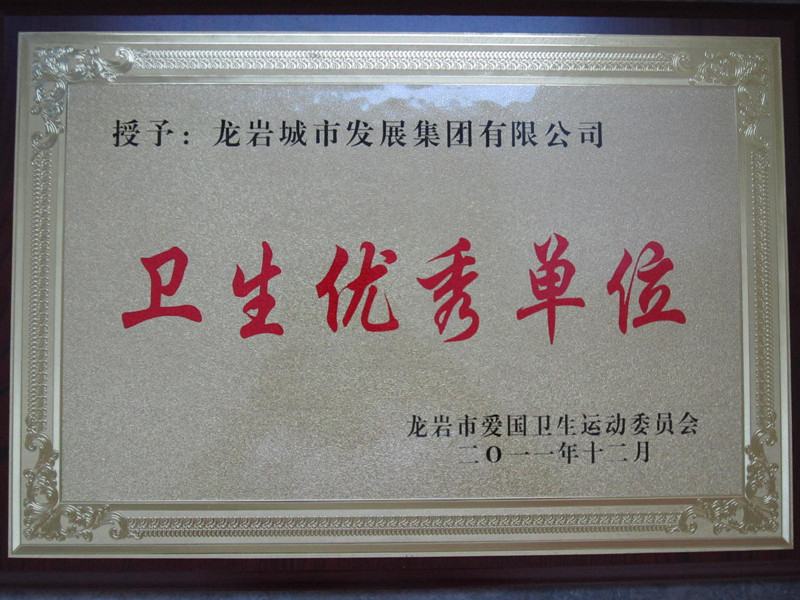 授予：龙岩城市发展集团有限公司
卫生优秀单位
龙岩市爱国卫生运动委员会
二O一一年十二月